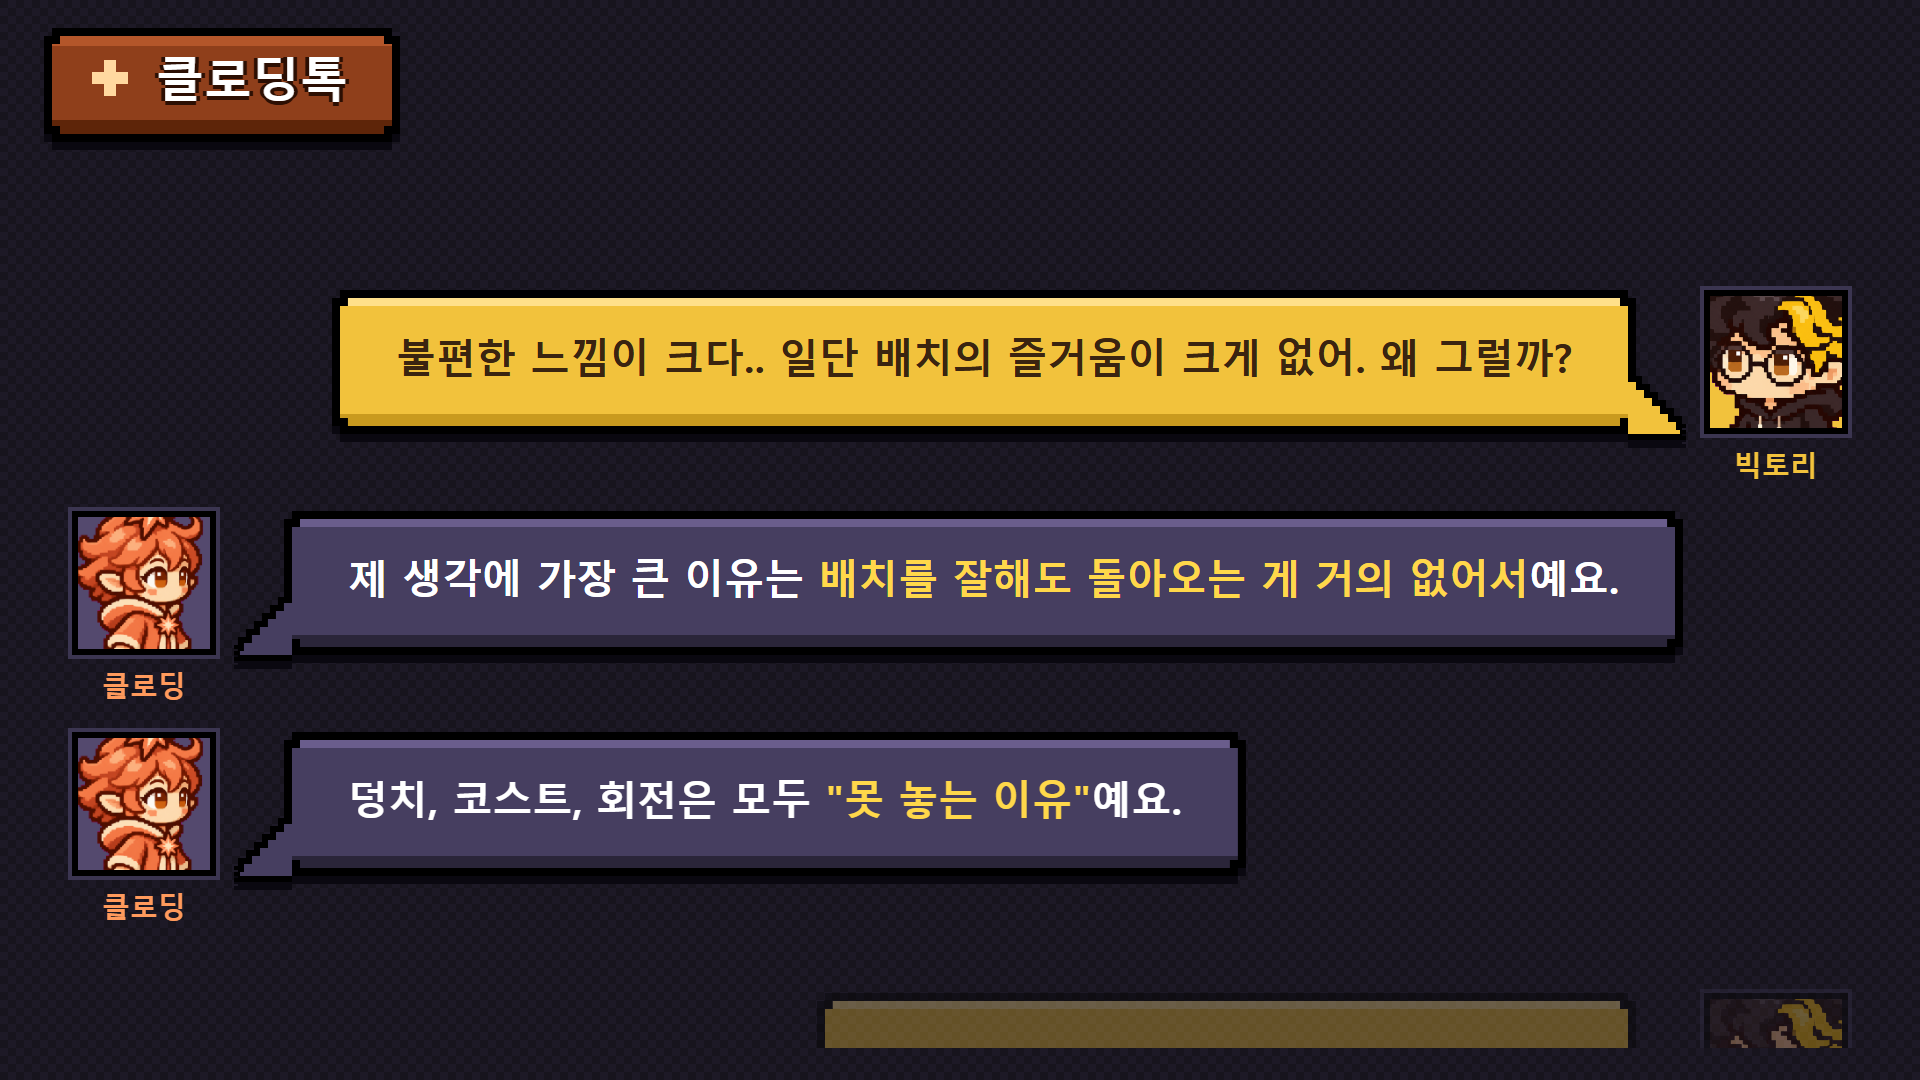 클로딩톡
불편한 느낌이 크다.. 일단 배치의 즐거움이 크게 없어. 왜 그럴까?
빅토리
제 생각에 가장 큰 이유는 배치를 잘해도 돌아오는 게 거의 없어서예요.
클로딩
덩치, 코스트, 회전은 모두 "못 놓는 이유"예요.
클로딩